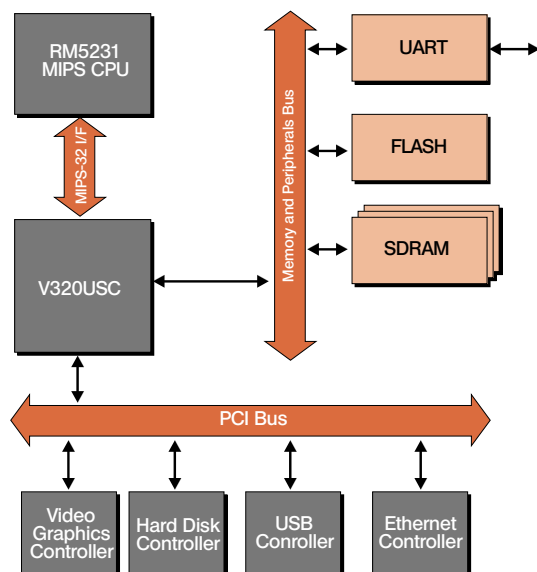 RM5231
MIPS CPU
MIPS-32 I/F
V320USC
Memory and Peripherals Bus
UART
FLASH
SDRAM
PCI Bus
Video
Graphics
Controller
Hard Disk
Controller
USB
Conroller
Ethernet
Controller